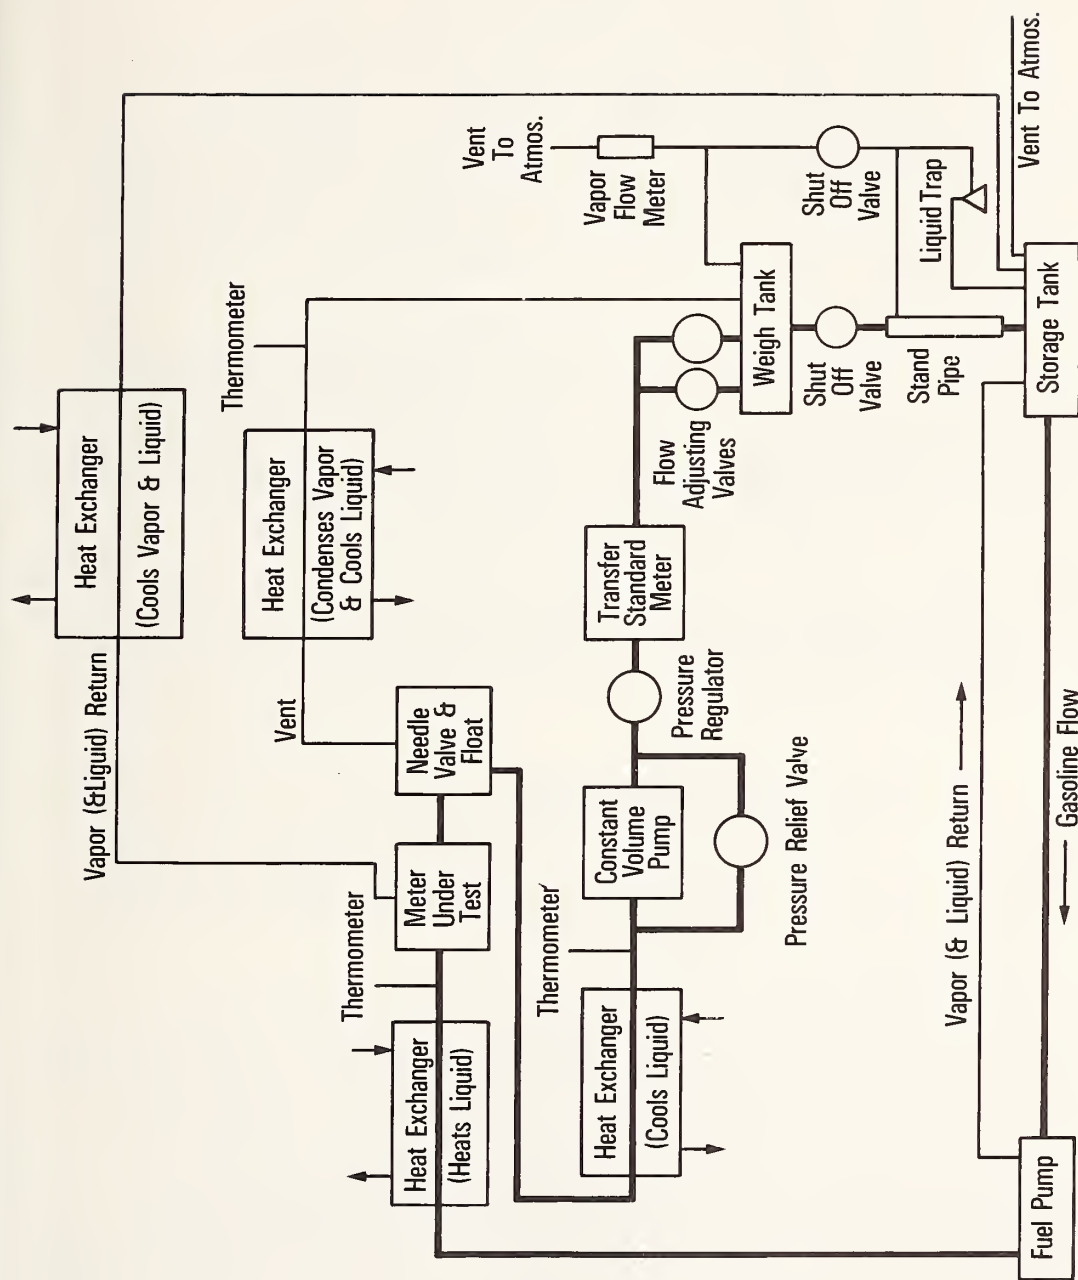 Vapor (&Liquid) Return
Heat Exchanger
(Cools Vapor & Liquid)
Thermometer
Vent
Heat Exchanger
(Condenses Vapor
& Cools Liquid)
Thermometer
Heat Exchanger
(Heats Liquid)
Thermometer
Meter
Under
Test
Needle
Valve &
Float
Vent
To
Atmos.
Vapor
Flow
Meter
Heat Exchanger
(Cools Liquid)
Thermometer
Constant
Volume
Pump
Pressure
Regulator
Transfer
Standard
Meter
Flow
Adjusting
Valves
Weigh Tank
Shut
Off
Valve
Shut
Off
Valve
Pressure Relief Valve
Stand
Pipe
Liquid Trap
Vapor (& Liquid) Return
Fuel Pump
Gasoline Flow
Storage Tank
Vent To Atmos.